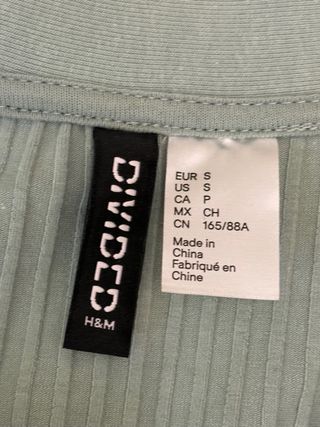 DIVIDED
H&M
EUR S
US S
CA P
MX CH
CN 165/88A
Made in
China
Fabriqué en
Chine